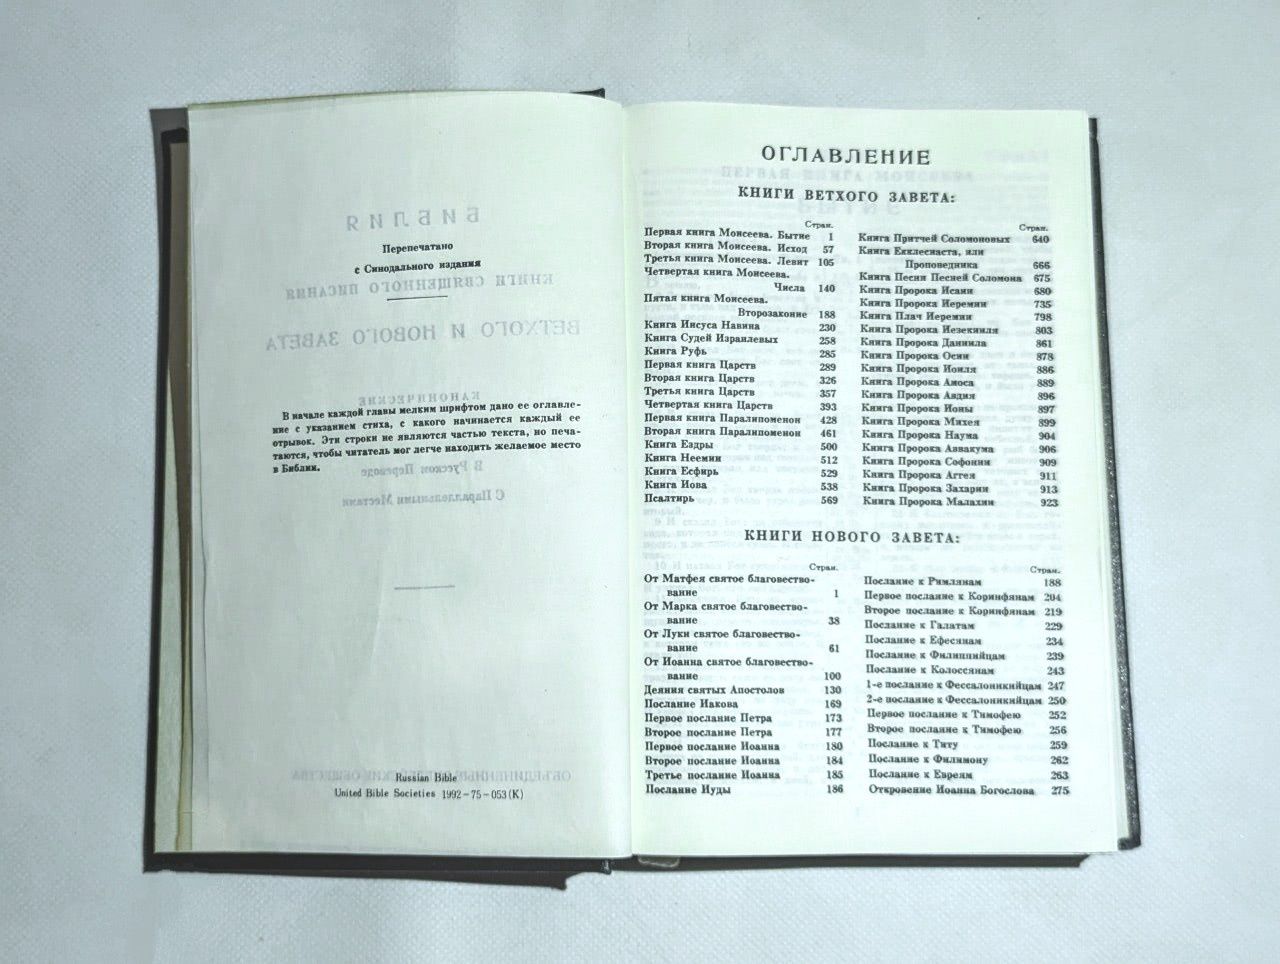 БИБЛИЯ
Перепечатано
с Синодального издания
КНИГИ СВЯЩЕННОГО ПИСАНИЯ
ВЕТХОГО И НОВОГО ЗАВЕТА
КАНОНИЧЕСКИЕ
В начале каждой главы мелким шрифтом дано ее оглавле-
ние с указанием стиха, с какого начинается каждый ее
отрывок. Эти строки не являются частью текста, но печа-
таются, чтобы читатель мог легче находить желаемое место
в Библии.
В Русском Переводе
С Параллельными Местами
Russian Bible
United Bible Societies 1992-75-053(K)
ОГЛАВЛЕНИЕ
КНИГИ ВЕТХОГО ЗАВЕТА:
Стран.
Первая книга Моисеева. Бытие 1
Вторая книга Моисеева. Исход 57
Третья книга Моисеева. Левит 105
Четвертая книга Моисеева.
Числа 140
Пятая книга Моисеева.
Второзаконие 188
Книга Иисуса Навина 230
Книга Судей Израилевых 258
Книга Руфь 285
Первая книга Царств 289
Вторая книга Царств 326
Третья книга Царств 357
Четвертая книга Царств 393
Первая книга Паралипоменон 428
Вторая книга Паралипоменон 461
Книга Ездры 500
Книга Неемии 512
Книга Есфирь 529
Книга Иова 538
Псалтирь 569
Стран.
Книга Притчей Соломоновых 640
Книга Екклесиаста, или
Проповедника 666
Книга Песни Песней Соломона 675
Книга Пророка Исаии 680
Книга Пророка Иеремии 735
Книга Плач Иеремии 798
Книга Пророка Иезекииля 803
Книга Пророка Даниила 861
Книга Пророка Осии 878
Книга Пророка Иоиля 886
Книга Пророка Амоса 889
Книга Пророка Авдия 896
Книга Пророка Ионы 897
Книга Пророка Михея 899
Книга Пророка Наума 904
Книга Пророка Аввакума 906
Книга Пророка Софонии 909
Книга Пророка Аггея 911
Книга Пророка Захарии 913
Книга Пророка Малахии 923
КНИГИ НОВОГО ЗАВЕТА:
Стран.
От Матфея святое благовество-
вание 1
От Марка святое благовество-
вание 38
От Луки святое благовество-
вание 61
От Иоанна святое благовество-
вание 100
Деяния святых Апостолов 130
Послание Иакова 169
Первое послание Петра 173
Второе послание Петра 177
Первое послание Иоанна 180
Второе послание Иоанна 184
Третье послание Иоанна 185
Послание Иуды 186
Стран.
Послание к Римлянам 188
Первое послание к Коринфянам 204
Второе послание к Коринфянам 219
Послание к Галатам 229
Послание к Ефесянам 234
Послание к Филиппийцам 239
Послание к Колоссянам 243
1-е послание к Фессалоникийцам 247
2-е послание к Фессалоникийцам 250
Первое послание к Тимофею 252
Второе послание к Тимофею 256
Послание к Титу 259
Послание к Филимону 262
Послание к Евреям 263
Откровение Иоанна Богослова 275